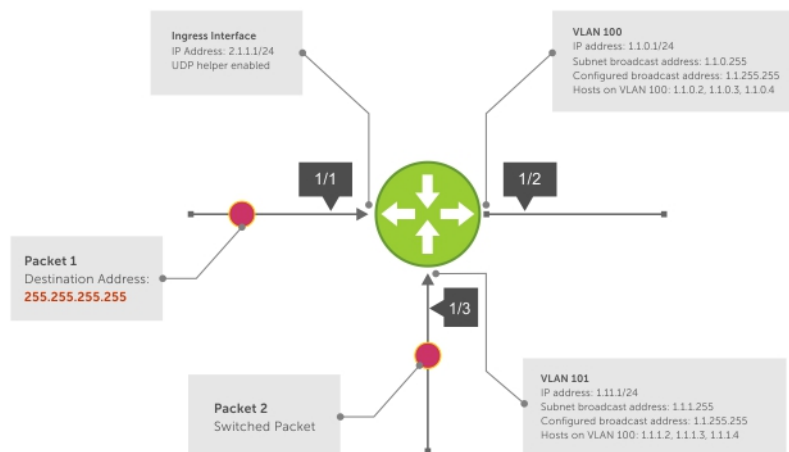 Ingress Interface
IP Address: 2.1.1.1/24
UDP helper enabled
VLAN 100
IP address: 1.1.0.1/24
Subnet broadcast address: 1.1.0.255
Configured broadcast address: 1.1.255.255
Hosts on VLAN 100: 1.1.0.2, 1.1.0.3, 1.1.0.4
1/1
1/2
Packet 1
Destination Address:
255.255.255.255
1/3
Packet 2
Switched Packet
VLAN 101
IP address: 1.11.1/24
Subnet broadcast address: 1.1.1.255
Configured broadcast address: 1.1.255.255
Hosts on VLAN 100: 1.1.1.2, 1.1.1.3, 1.1.1.4